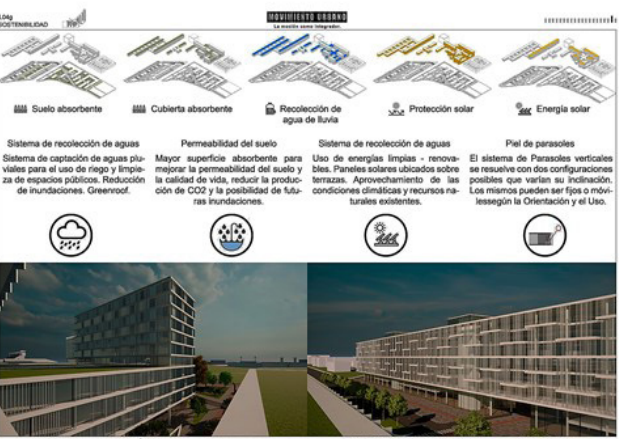 L04g
SOSTENIBILIDAD
MOVIMIENTO URBANO
La moción como integrador.
Suelo absorbente
Cubierta absorbente
Recolección de
agua de lluvia
Protección solar
Energía solar
Sistema de recolección de aguas
Sistema de captación de aguas plu-
viales para el uso de riego y limpie-
za de espacios públicos. Reducción
de inundaciones. Greenroof.
Permeabilidad del suelo
Mayor superficie absorbente para
mejorar la permeabilidad del suelo y
la calidad de vida, reducir la produc-
ción de CO2 y la posibilidad de futu-
ras inundaciones.
Sistema de recolección de aguas
Uso de energías limpias - renova-
bles. Paneles solares ubicados sobre
terrazas. Aprovechamiento de las
condiciones climáticas y recursos na-
turales existentes.
Piel de parasoles
El sistema de Parasoles verticales
se resuelve con dos configuraciones
posibles que varían su inclinación.
Los mismos pueden ser fijos o móvi-
lessegún la Orientación y el Uso.